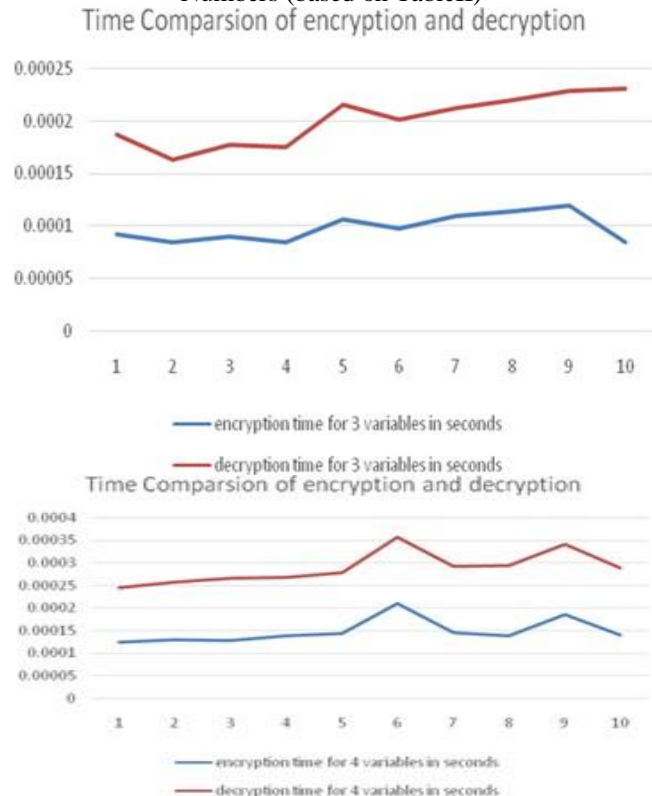 Numbers (based on TableII)
Time Comparsion of encryption and decryption
0.00025
0.0002
0.00015
0.0001
0.00005
0
1 2 3 4 5 6 7 8 9 10
encryption time for 3 variables in seconds
decryption time for 3 variables in seconds
Time Comparsion of encryption and decryption
0.0004
0.00035
0.0003
0.00025
0.0002
0.00015
0.0001
0.00005
0
1 2 3 4 5 6 7 8 9 10
encryption time for 4 variables in seconds
decryption time for 4 variables in seconds